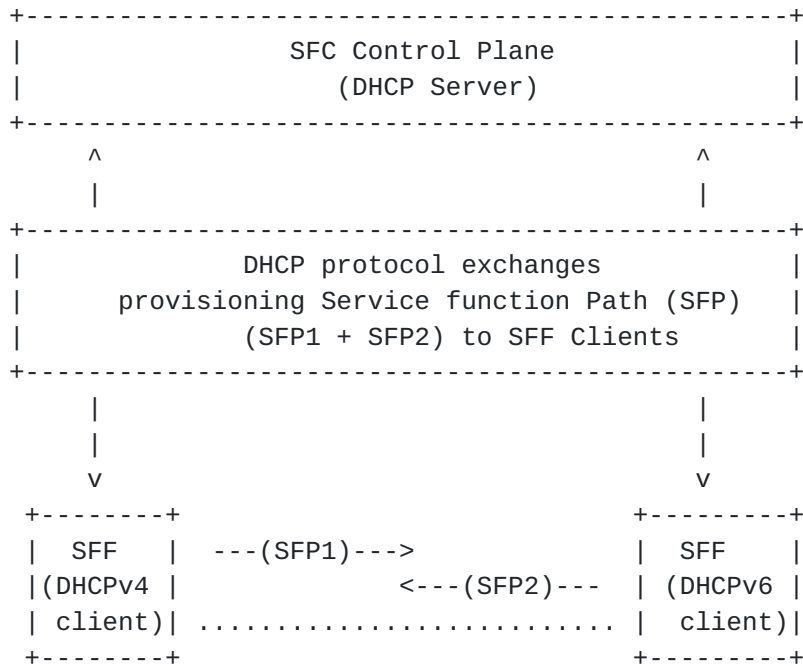 +-------------------------------------------------+
|                 SFC Control Plane               |
|                    (DHCP Server)                |
+-------------------------------------------------+
     ^                                      ^
     |                                      |
+-------------------------------------------------+
|              DHCP protocol exchanges            |
|      provisioning Service function Path (SFP)   |
|              (SFP1 + SFP2) to SFF Clients       |
+-------------------------------------------------+
     |                                      |
     |                                      |
     v                                      v
 +--------+                             +---------+
 |  SFF   |  ---(SFP1)--->              |  SFF    |
 |(DHCPv4 |              <---(SFP2)---  | (DHCPv6 |
 | client)| ........................... |  client)|
 +--------+                             +---------+